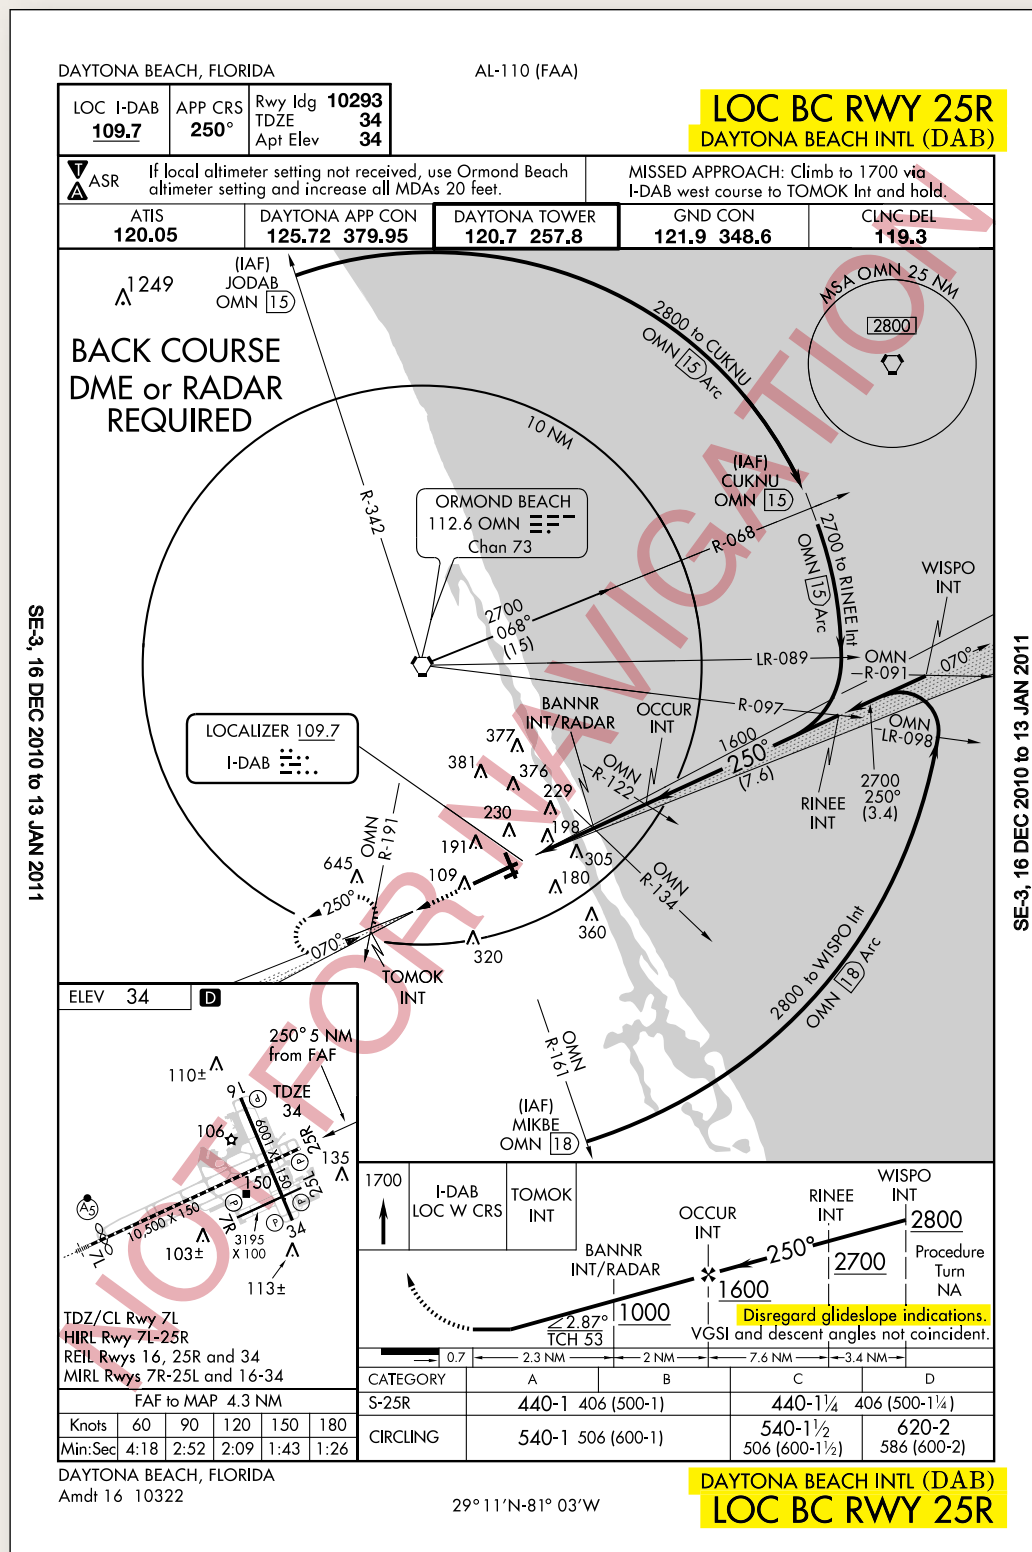 DAYTONA BEACH, FLORIDA
AL-110 (FAA)
LOC I-DAB
109.7
APP CRS
250°
Rwy ldg 10293
TDZE 34
Apt Elev 34
LOC BC RWY 25R
DAYTONA BEACH INTL (DAB)
T
A
ASR
If local altimeter setting not received, use Ormond Beach
altimeter setting and increase all MDAs 20 feet.
MISSED APPROACH: Climb to 1700 via
I-DAB west course to TOMOK Int and hold.
ATIS
120.05
DAYTONA APP CON
125.72 379.95
DAYTONA TOWER
120.7 257.8
GND CON
121.9 348.6
CLNC DEL
119.3
1249
(IAF)
JODAB
OMN 15
BACK COURSE
DME or RADAR
REQUIRED
2800 to CUKNU
OMN 15 Arc
MSA OMN 25 NM
2800
10 NM
R-342
(IAF)
CUKNU
OMN 15
ORMOND BEACH
112.6 OMN
Chan 73
R-068
2700
068°
(15)
2700 to RINEE Int
OMN 15 Arc
WISPO
INT
LR-089
OMN
R-091
070°
R-097
OMN
LR-098
BANNR
INT/RADAR
OCCUR
INT
1600
250°
(7.6)
LOCALIZER 109.7
I-DAB
377
381
376
229
230
198
191
305
109
180
645
360
320
OMN
R-122
OMN
R-134
RINEE
INT
2700
250°
(3.4)
OMN
R-191
250°
070°
TOMOK
INT
2800 to WISPO Int
OMN 18 Arc
OMN
R-161
(IAF)
MIKBE
OMN 18
NOT FOR NAVIGATION
SE-3, 16 DEC 2010 to 13 JAN 2011
SE-3, 16 DEC 2010 to 13 JAN 2011
ELEV 34
D
250° 5 NM
from FAF
110±
16
P
TDZE
34
106
6001 X 150
25R
P
135
150
25L
P
A5
10,500 X 150
P
7R
3195
X 100
P
34
7L
103±
113±
TDZ/CL Rwy 7L
HIRL Rwy 7L-25R
REIL Rwys 16, 25R and 34
MIRL Rwys 7R-25L and 16-34
FAF to MAP 4.3 NM
Knots 60 90 120 150 180
Min:Sec 4:18 2:52 2:09 1:43 1:26
1700
I-DAB
LOC W CRS
TOMOK
INT
WISPO
INT
RINEE
INT
OCCUR
INT
BANNR
INT/RADAR
2800
250°
2700
Procedure
Turn
NA
1600
1000
2.87°
TCH 53
Disregard glideslope indications.
VGSI and descent angles not coincident.
0.7 2.3 NM 2 NM 7.6 NM 3.4 NM
CATEGORY A B C D
S-25R 440-1 406 (500-1) 440-1¼ 406 (500-1¼)
CIRCLING 540-1 506 (600-1) 540-1½ 506 (600-1½) 620-2 586 (600-2)
DAYTONA BEACH, FLORIDA
Amdt 16 10322
29°11'N-81°03'W
DAYTONA BEACH INTL (DAB)
LOC BC RWY 25R